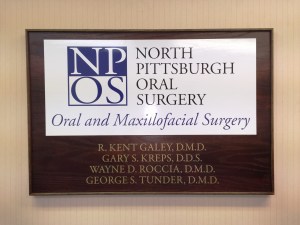 NP
OS
NORTH
PITTSBURGH
ORAL
SURGERY
Oral and Maxillofacial Surgery
R. KENT GALEY, D.M.D.
GARY S. KREPS, D.D.S.
WAYNE D. ROCCIA, D.M.D.
GEORGE S. TUNDER, D.M.D.